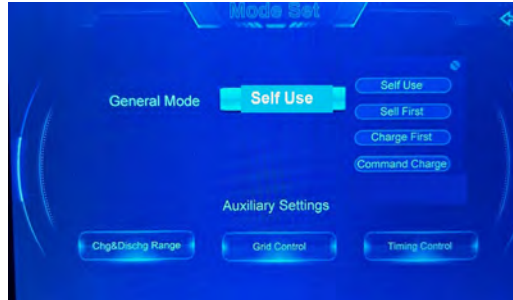 Mode Set
General Mode
Self Use
Self Use
Sell First
Charge First
Command Charge
Auxiliary Settings
Chg&Dischg Range
Grid Control
Timing Control